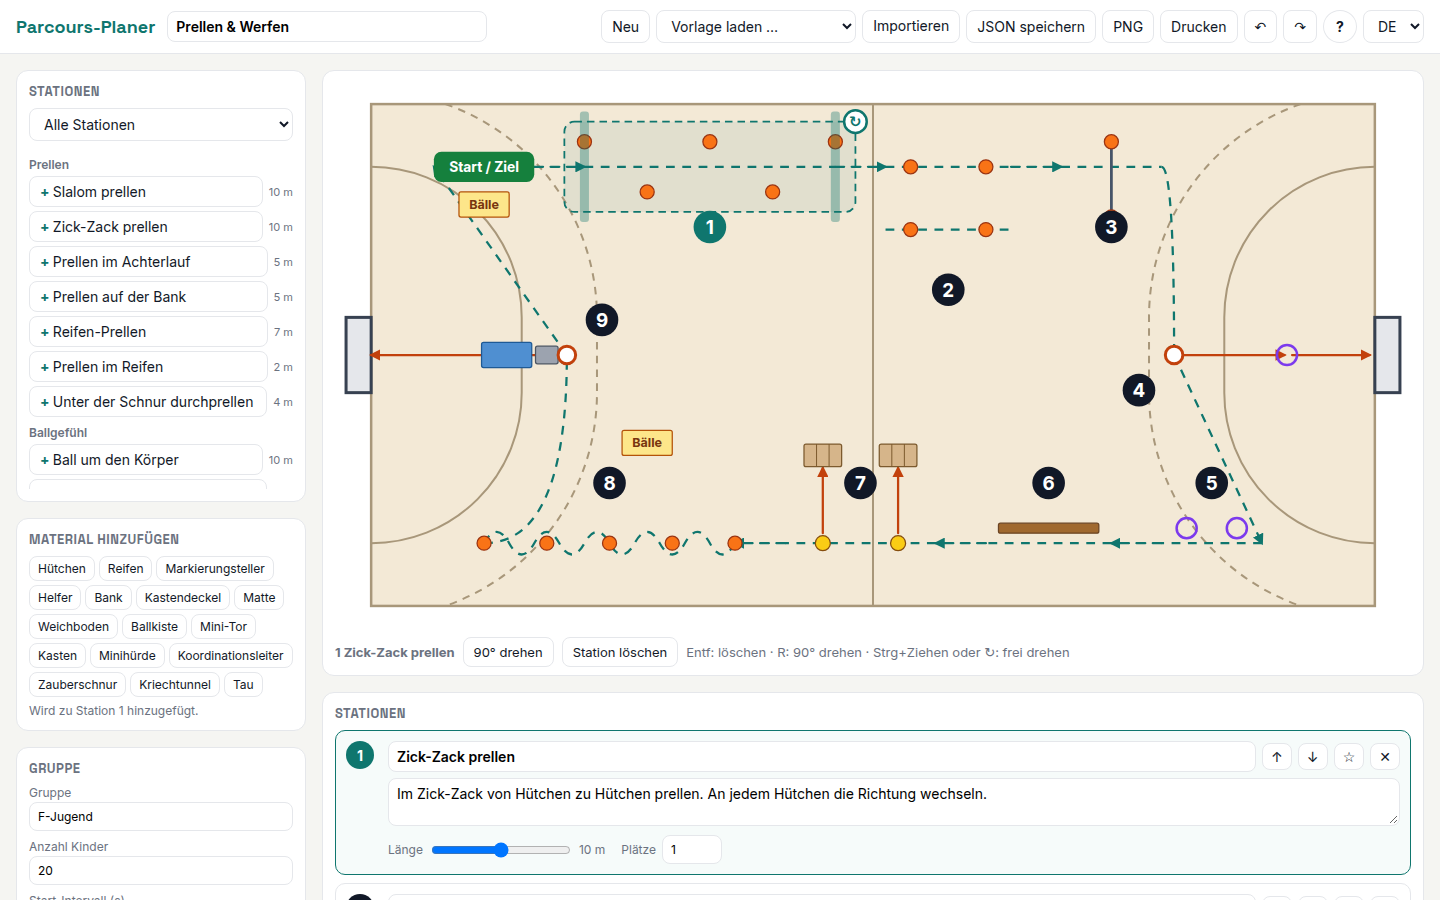 Parcours-Planer
Prellen & Werfen
Neu
Vorlage laden ...
Importieren
JSON speichern
PNG
Drucken
↶
↷
?
DE
STATIONEN
Alle Stationen
Prellen
+ Slalom prellen 10 m
+ Zick-Zack prellen 10 m
+ Prellen im Achterlauf 5 m
+ Prellen auf der Bank 5 m
+ Reifen-Prellen 7 m
+ Prellen im Reifen 2 m
+ Unter der Schnur durchprellen 4 m
Ballgefühl
+ Ball um den Körper 10 m
MATERIAL HINZUFÜGEN
Hütchen Reifen Markierungsteller
Helfer Bank Kastendeckel Matte
Weichboden Ballkiste Mini-Tor
Kasten Minihürde Koordinationsleiter
Zauberschnur Kriechtunnel Tau
Wird zu Station 1 hinzugefügt.
GRUPPE
Gruppe
F-Jugend
Anzahl Kinder
20
Start-Intervall (s)
↻
Start / Ziel
Bälle
1
3
2
9
4
Bälle
8
7
6
5
1 Zick-Zack prellen
90° drehen
Station löschen
Entf: löschen · R: 90° drehen · Strg+Ziehen oder ↻: frei drehen
STATIONEN
1
Zick-Zack prellen
↑
↓
☆
✕
Im Zick-Zack von Hütchen zu Hütchen prellen. An jedem Hütchen die Richtung wechseln.
Länge 10 m Plätze 1